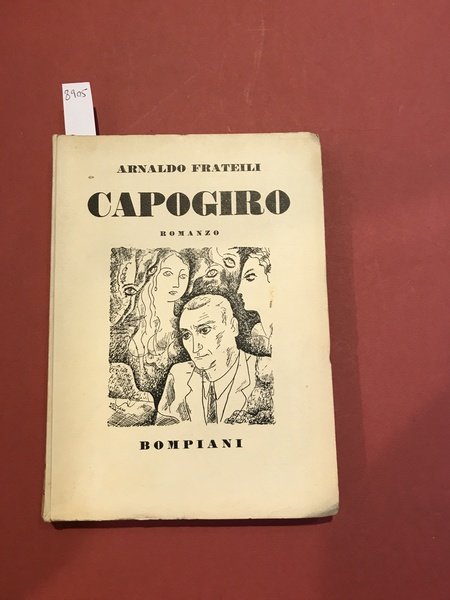 8905
ARNALDO FRATEILI
CAPOGIRO
ROMANZO
BOMPIANI